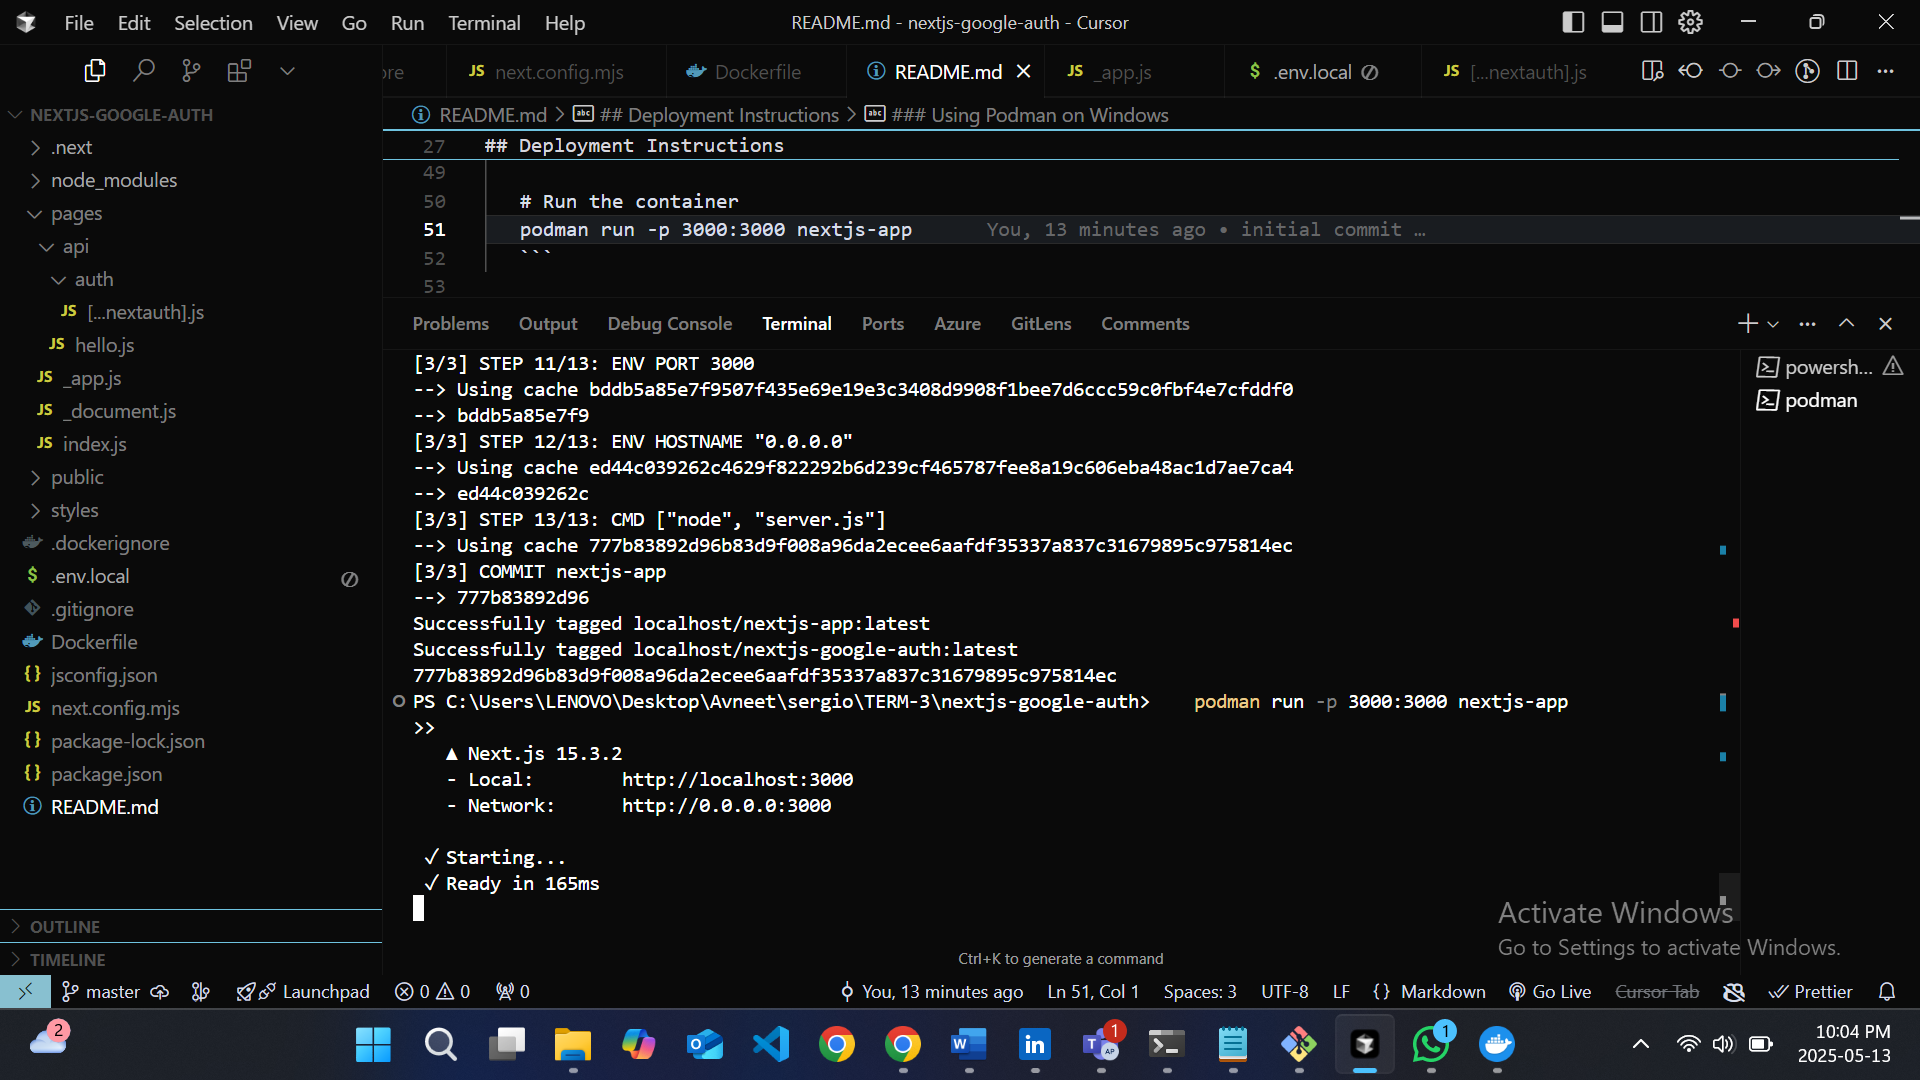 File Edit Selection View Go Run Terminal Help
README.md - nextjs-google-auth - Cursor
ore
JS next.config.mjs
Dockerfile
README.md
JS _app.js
$ .env.local
JS [...nextauth].js
NEXTJS-GOOGLE-AUTH
.next
node_modules
pages
api
auth
JS [...nextauth].js
JS hello.js
JS _app.js
JS _document.js
JS index.js
public
styles
.dockerignore
$ .env.local
.gitignore
Dockerfile
{} jsconfig.json
JS next.config.mjs
{} package-lock.json
{} package.json
README.md
OUTLINE
TIMELINE
README.md > abc ## Deployment Instructions > abc ### Using Podman on Windows
27 ## Deployment Instructions
49
50 # Run the container
51 podman run -p 3000:3000 nextjs-app You, 13 minutes ago • initial commit …
52 ```
53
Problems Output Debug Console Terminal Ports Azure GitLens Comments
[3/3] STEP 11/13: ENV PORT 3000
--> Using cache bddb5a85e7f9507f435e69e19e3c3408d9908f1bee7d6ccc59c0fbf4e7cfddf0
--> bddb5a85e7f9
[3/3] STEP 12/13: ENV HOSTNAME "0.0.0.0"
--> Using cache ed44c039262c4629f822292b6d239cf465787fee8a19c606eba48ac1d7ae7ca4
--> ed44c039262c
[3/3] STEP 13/13: CMD ["node", "server.js"]
--> Using cache 777b83892d96b83d9f008a96da2ecee6aafdf35337a837c31679895c975814ec
[3/3] COMMIT nextjs-app
--> 777b83892d96
Successfully tagged localhost/nextjs-app:latest
Successfully tagged localhost/nextjs-google-auth:latest
777b83892d96b83d9f008a96da2ecee6aafdf35337a837c31679895c975814ec
PS C:\Users\LENOVO\Desktop\Avneet\sergio\TERM-3\nextjs-google-auth> podman run -p 3000:3000 nextjs-app
>>
▲ Next.js 15.3.2
- Local: http://localhost:3000
- Network: http://0.0.0.0:3000
✓ Starting...
✓ Ready in 165ms
powersh...
podman
Ctrl+K to generate a command
Activate Windows
Go to Settings to activate Windows.
master
Launchpad
0 0
0
You, 13 minutes ago
Ln 51, Col 1
Spaces: 3
UTF-8
LF
{} Markdown
Go Live
Cursor Tab
Prettier
2
W
in
T
AP
1
1
10:04 PM
2025-05-13